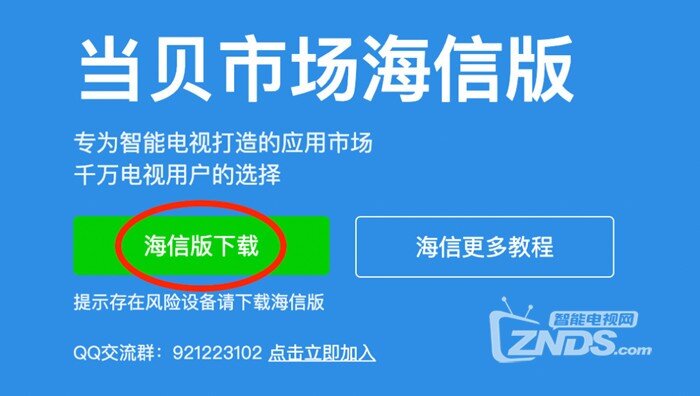 当贝市场海信版
专为智能电视打造的应用市场
千万电视用户的选择
海信版下载
海信更多教程
提示存在风险设备请下载海信版
QQ交流群：921223102 点击立即加入
智能电视网
ZNDS.com